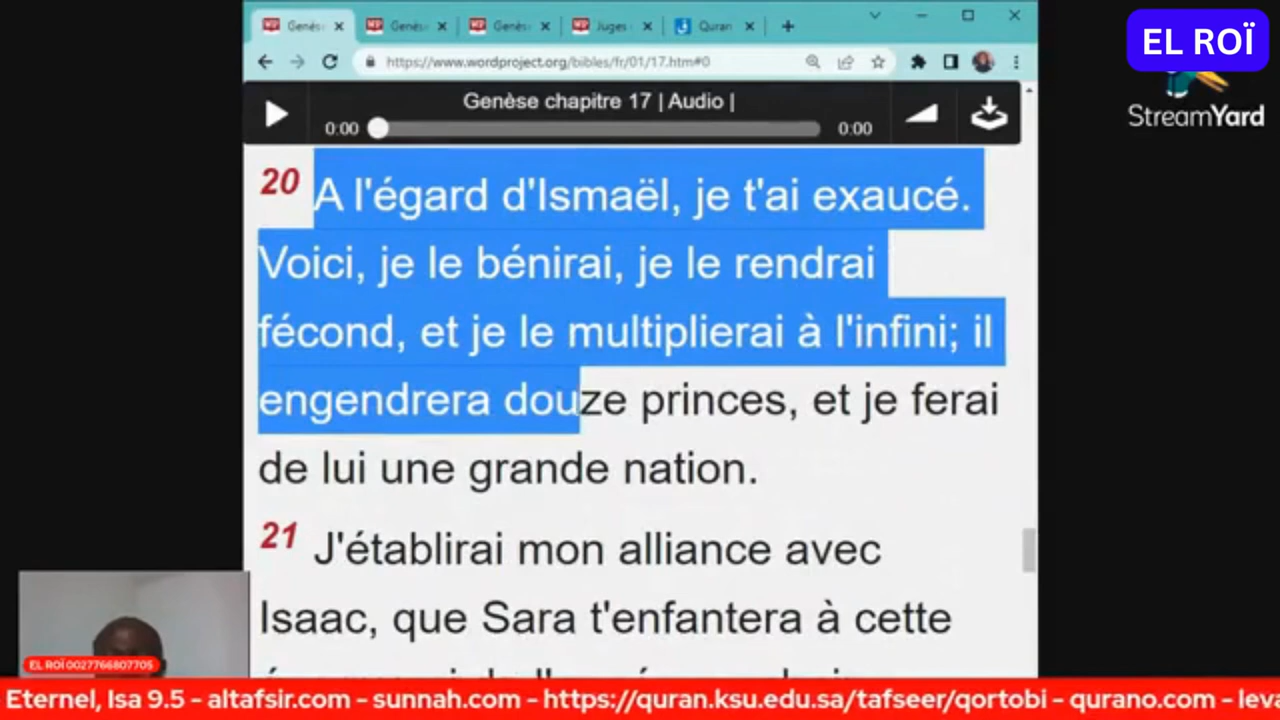 Genès
Genès
Genès
Juges
Quran
EL ROÏ
https://www.wordproject.org/bibles/fr/01/17.htm#0
StreamYard
Genèse chapitre 17 | Audio |
0:00
0:00
20 A l'égard d'Ismaël, je t'ai exaucé.
Voici, je le bénirai, je le rendrai
fécond, et je le multiplierai à l'infini; il
engendrera douze princes, et je ferai
de lui une grande nation.
21 J'établirai mon alliance avec
Isaac, que Sara t'enfantera à cette
EL ROÏ 0027766807705
Eternel, Isa 9.5 - altafsir.com - sunnah.com - https://quran.ksu.edu.sa/tafseer/qortobi - qurano.com - leva